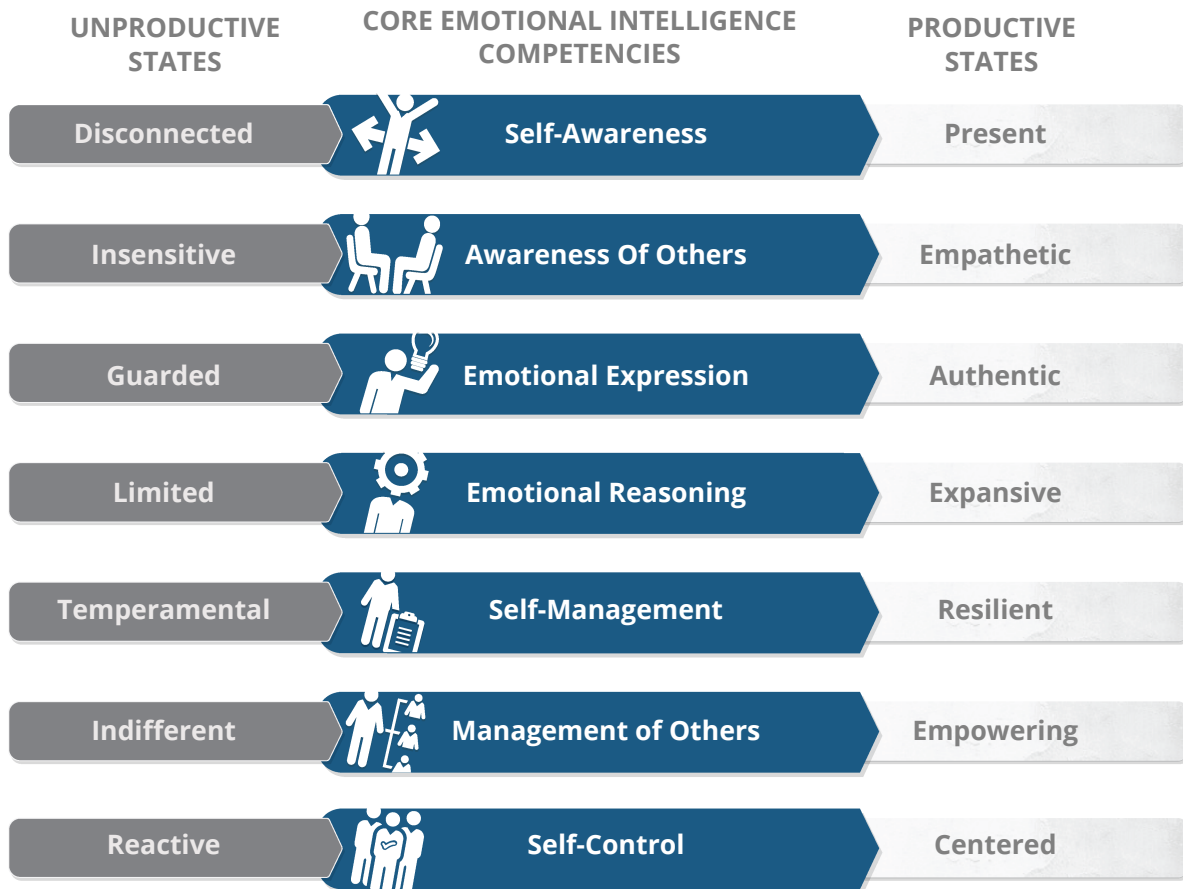 UNPRODUCTIVE
STATES
CORE EMOTIONAL INTELLIGENCE
COMPETENCIES
PRODUCTIVE
STATES
Disconnected
Self-Awareness
Present
Insensitive
Awareness Of Others
Empathetic
Guarded
Emotional Expression
Authentic
Limited
Emotional Reasoning
Expansive
Temperamental
Self-Management
Resilient
Indifferent
Management of Others
Empowering
Reactive
Self-Control
Centered